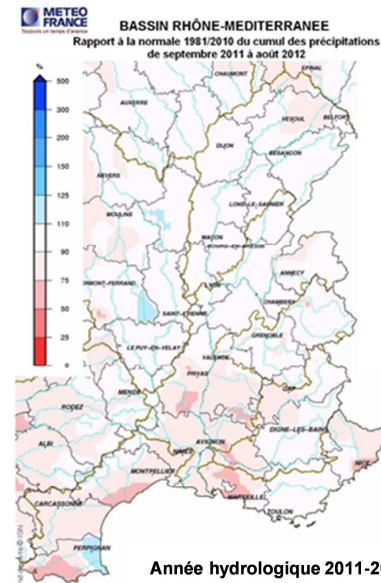 METEO
FRANCE
Toujours un temps d'avance
BASSIN RHÔNE-MEDITERRANEE
Rapport à la normale 1981/2010 du cumul des précipitations
de septembre 2011 à août 2012
%
500
200
150
125
110
90
75
50
25
0
CHAUMONT
EPINAL
AUXERRE
VESOUL
BELFORT
DIJON
BESANCON
NEVERS
LONS-LE-SAUNIER
MOULINS
MACON
BOURG-EN-BRESSE
ANNECY
RMONT-FERRAND
LYON
CHAMBERY
SAINT-ETIENNE
GRENOBLE
LE PUY-EN-VELAY
VALENCE
PRIVAS
MENDE
GAP
RODEZ
DIGNE-LES-BAINS
ALBI
AVIGNON
NIMES
NICE
MONTPELLIER
MARSEILLE
CARCASSONNE
TOULON
PERPIGNAN
IGN
Année hydrologique 2011-20